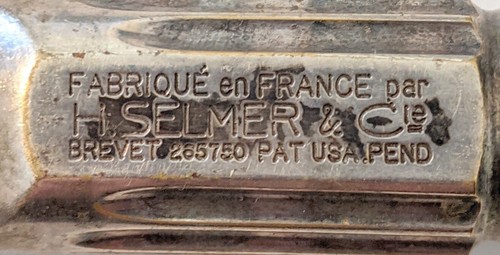 FABRIQUÉ en FRANCE par
H. SELMER & Cie
BREVET 265750 PAT USA.PEND